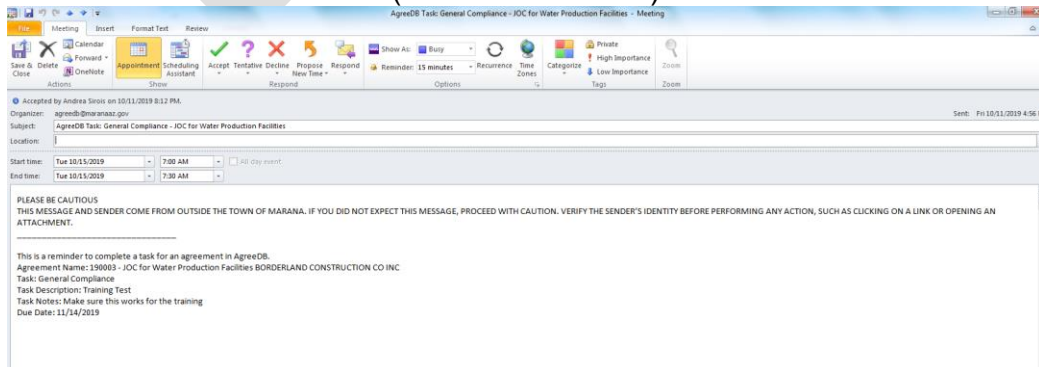 AgreeDB Task: General Compliance - JOC for Water Production Facilities - Meeting
File Meeting Insert Format Text Review
Save & Close
Delete
Calendar
Forward
OneNote
Actions
Appointment
Scheduling Assistant
Show
Accept
Tentative
Decline
Propose New Time
Respond
Respond
Show As: Busy
Reminder: 15 minutes
Recurrence
Time Zones
Options
Categorize
Private
High Importance
Low Importance
Tags
Zoom
Zoom
Accepted by Andrea Sirois on 10/11/2019 8:12 PM.
Organizer: agreedb@maranaaz.gov
Sent: Fri 10/11/2019 4:56
Subject: AgreeDB Task: General Compliance - JOC for Water Production Facilities
Location:
Start time: Tue 10/15/2019 7:00 AM All day event
End time: Tue 10/15/2019 7:30 AM
PLEASE BE CAUTIOUS
THIS MESSAGE AND SENDER COME FROM OUTSIDE THE TOWN OF MARANA. IF YOU DID NOT EXPECT THIS MESSAGE, PROCEED WITH CAUTION. VERIFY THE SENDER'S IDENTITY BEFORE PERFORMING ANY ACTION, SUCH AS CLICKING ON A LINK OR OPENING AN
ATTACHMENT.
This is a reminder to complete a task for an agreement in AgreeDB.
Agreement Name: 190003 - JOC for Water Production Facilities BORDERLAND CONSTRUCTION CO INC
Task: General Compliance
Task Description: Training Test
Task Notes: Make sure this works for the training
Due Date: 11/14/2019